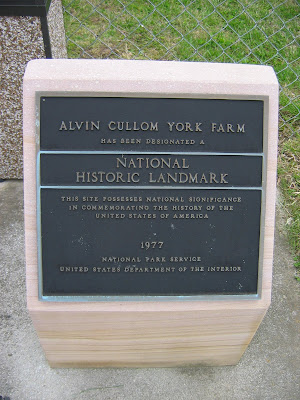 ALVIN CULLOM YORK FARM
HAS BEEN DESIGNATED A
NATIONAL
HISTORIC LANDMARK
THIS SITE POSSESSES NATIONAL SIGNIFICANCE
IN COMMEMORATING THE HISTORY OF THE
UNITED STATES OF AMERICA
1977
NATIONAL PARK SERVICE
UNITED STATES DEPARTMENT OF THE INTERIOR